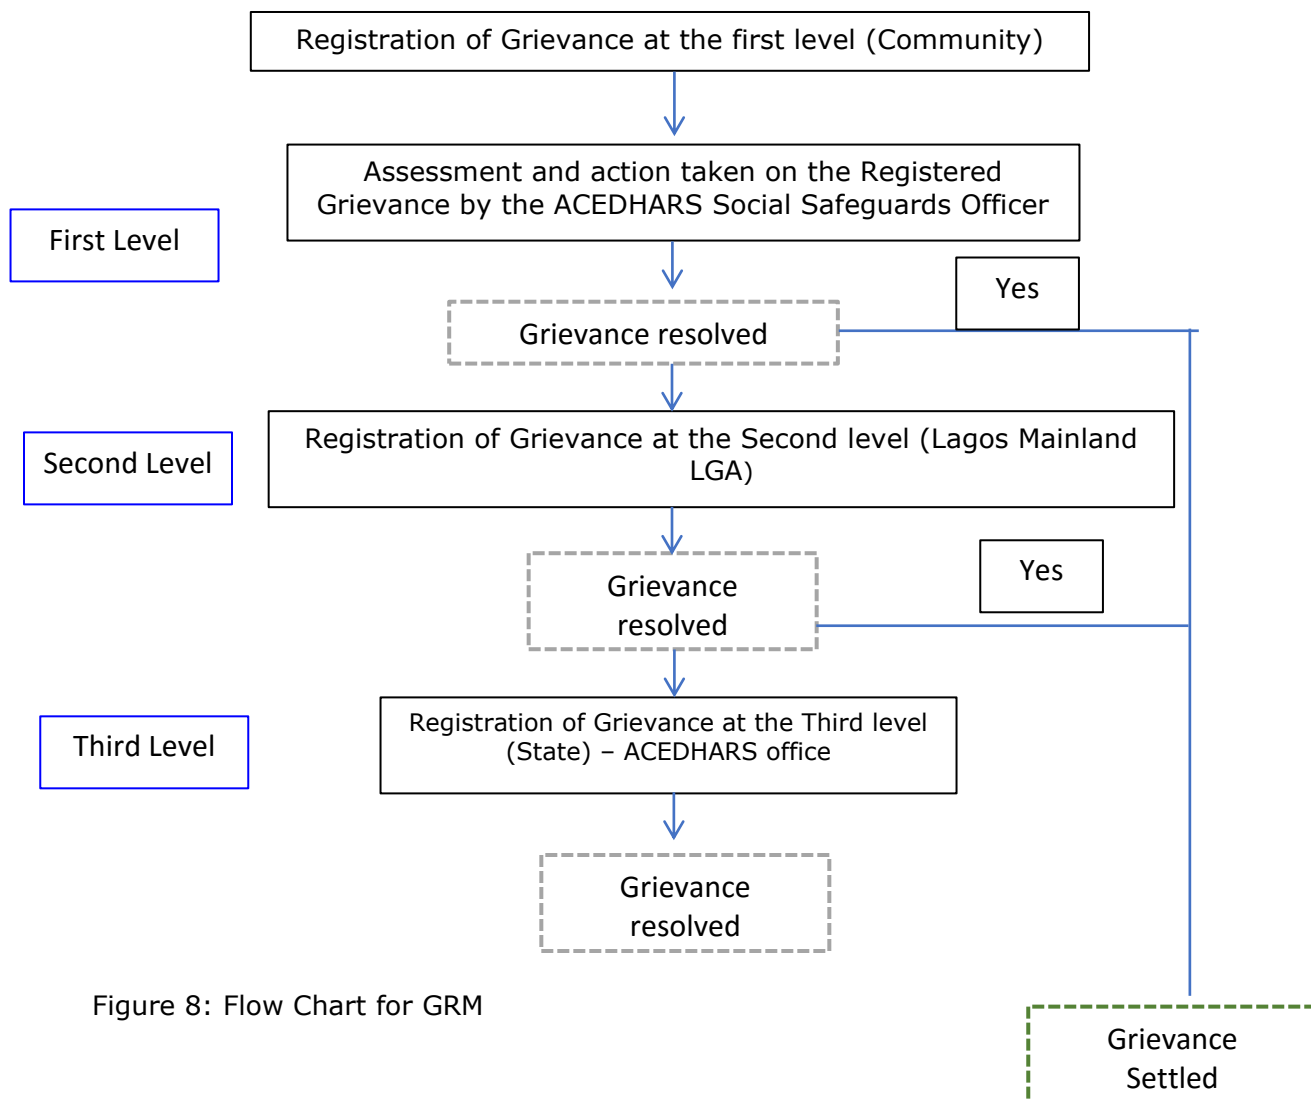 Registration of Grievance at the first level (Community)
Assessment and action taken on the Registered
Grievance by the ACEDHARS Social Safeguards Officer
First Level
Yes
Grievance resolved
Registration of Grievance at the Second level (Lagos Mainland
LGA)
Second Level
Yes
Grievance
resolved
Registration of Grievance at the Third level
(State) – ACEDHARS office
Third Level
Grievance
resolved
Figure 8: Flow Chart for GRM
Grievance
Settled